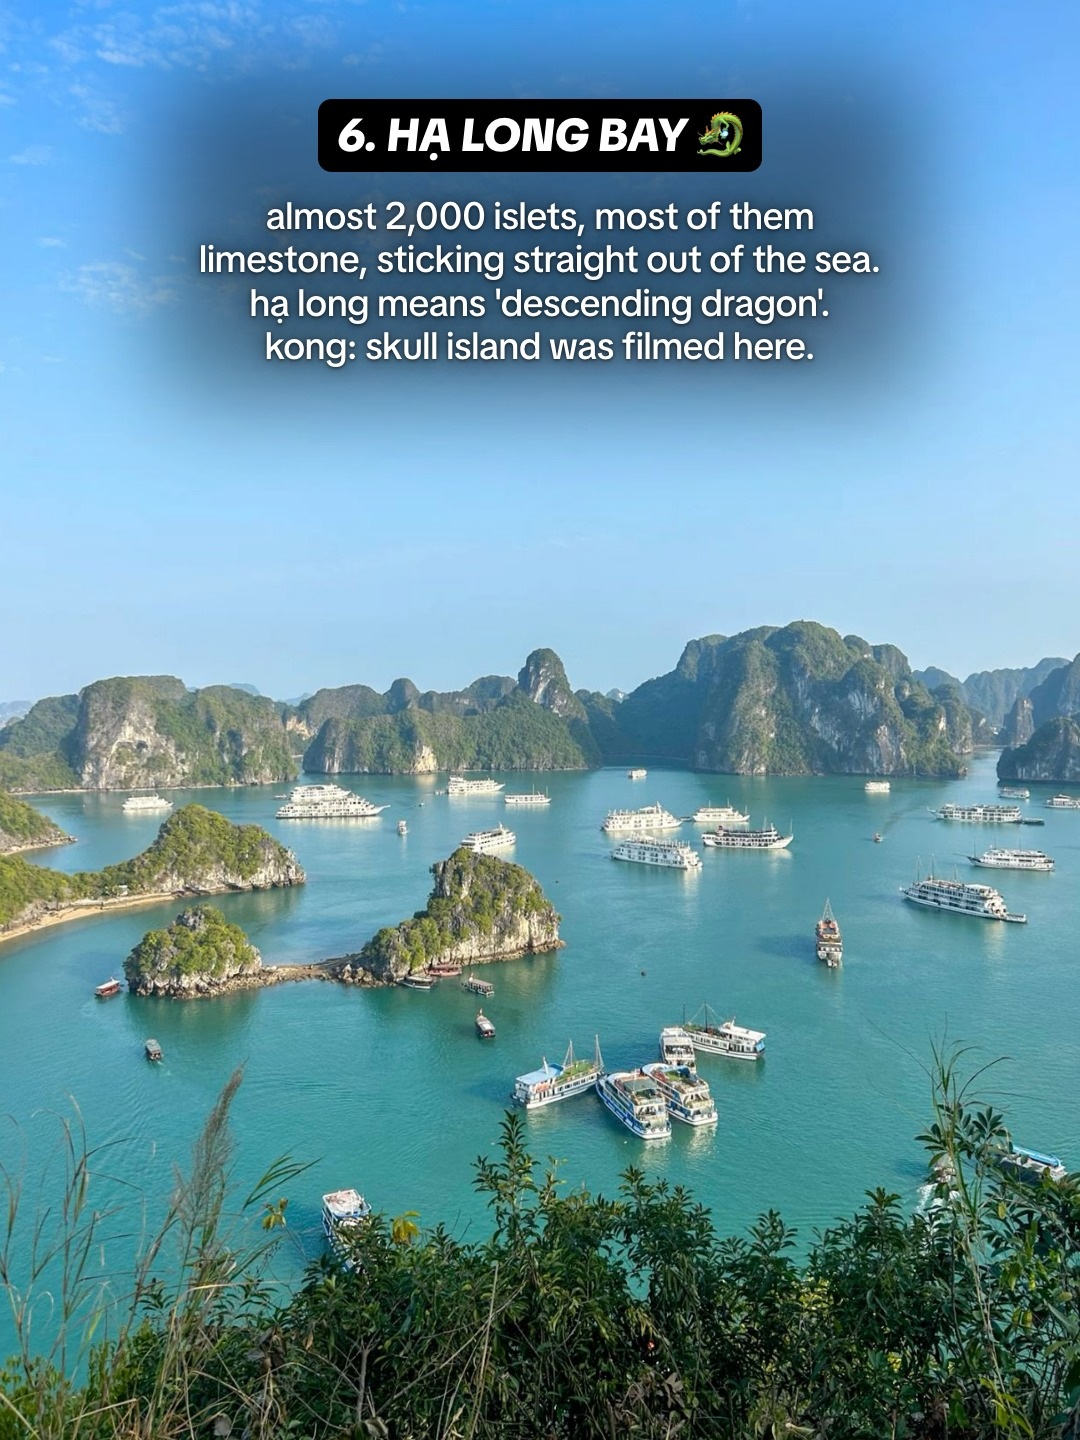 6. HẠ LONG BAY 🐉
almost 2,000 islets, most of them
limestone, sticking straight out of the sea.
hạ long means 'descending dragon'.
kong: skull island was filmed here.